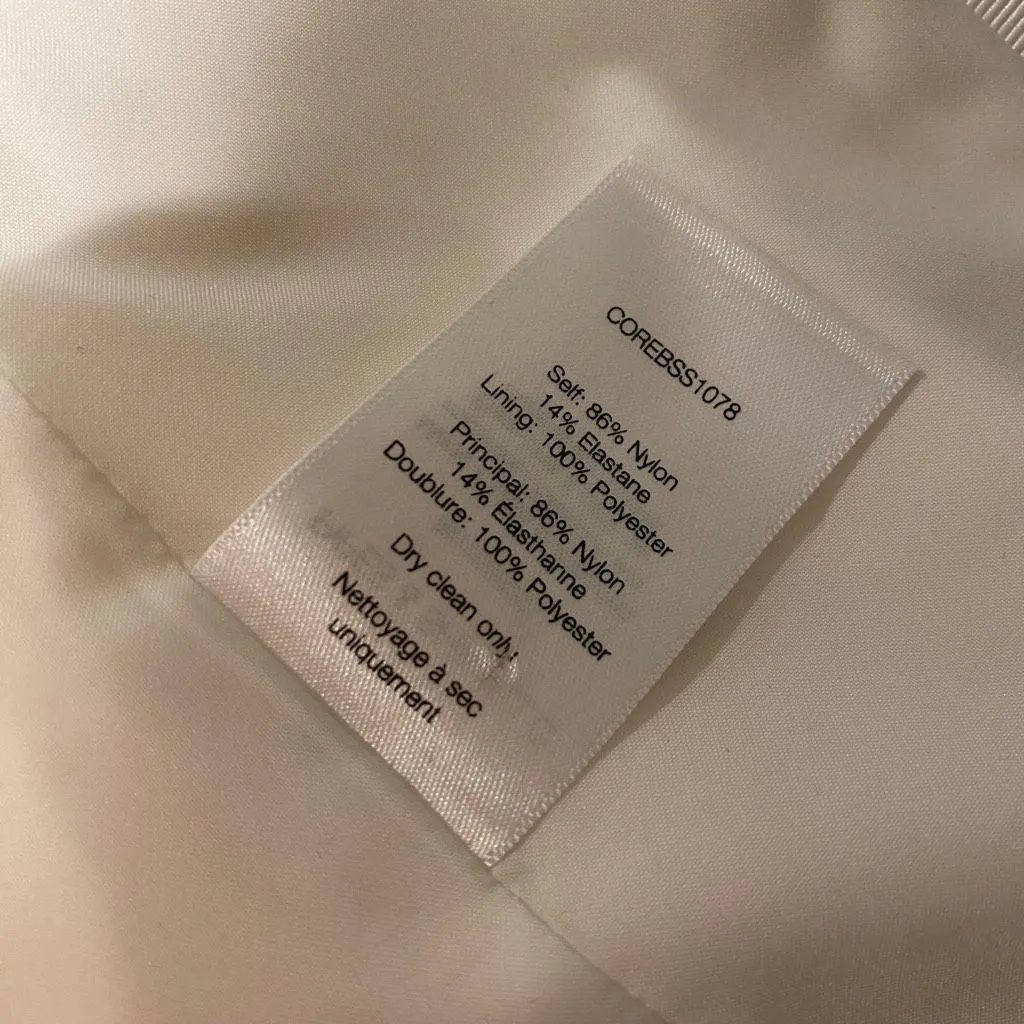 COREBSS1078
Self: 86% Nylon
14% Elastane
Lining: 100% Polyester
Principal: 86% Nylon
14% Élasthanne
Doublure: 100% Polyester
Dry clean only
Nettoyage à sec
uniquement